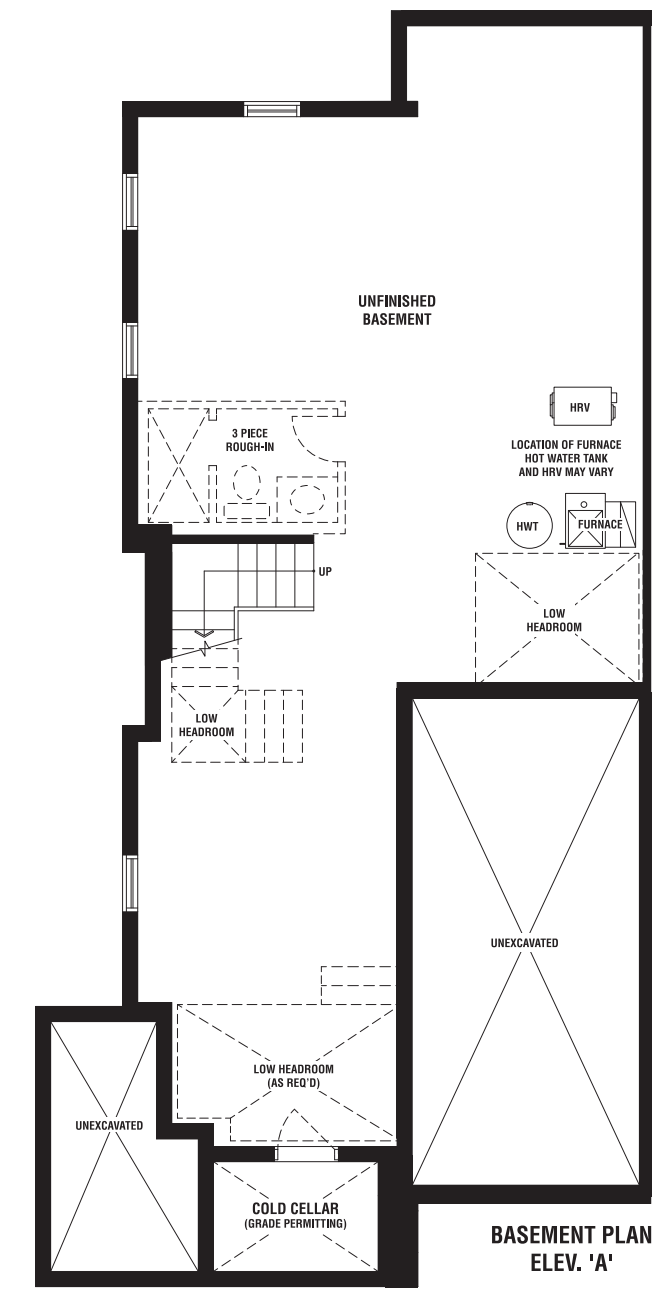 UNFINISHED
BASEMENT
HRV
3 PIECE
ROUGH-IN
LOCATION OF FURNACE
HOT WATER TANK
AND HRV MAY VARY
HWT
FURNACE
UP
LOW
HEADROOM
LOW
HEADROOM
UNEXCAVATED
LOW HEADROOM
(AS REQ'D)
UNEXCAVATED
COLD CELLAR
(GRADE PERMITTING)
BASEMENT PLAN
ELEV. 'A'